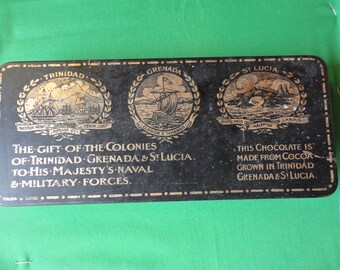 TRINIDAD
GRENADA
ST LUCIA
THE GIFT OF THE COLONIES
OF TRINIDAD · GRENADA & ST LUCIA.
TO HIS MAJESTY'S NAVAL
& MILITARY FORCES.
THIS CHOCOLATE IS
MADE FROM COCOA
GROWN IN TRINIDAD
GRENADA & ST LUCIA.